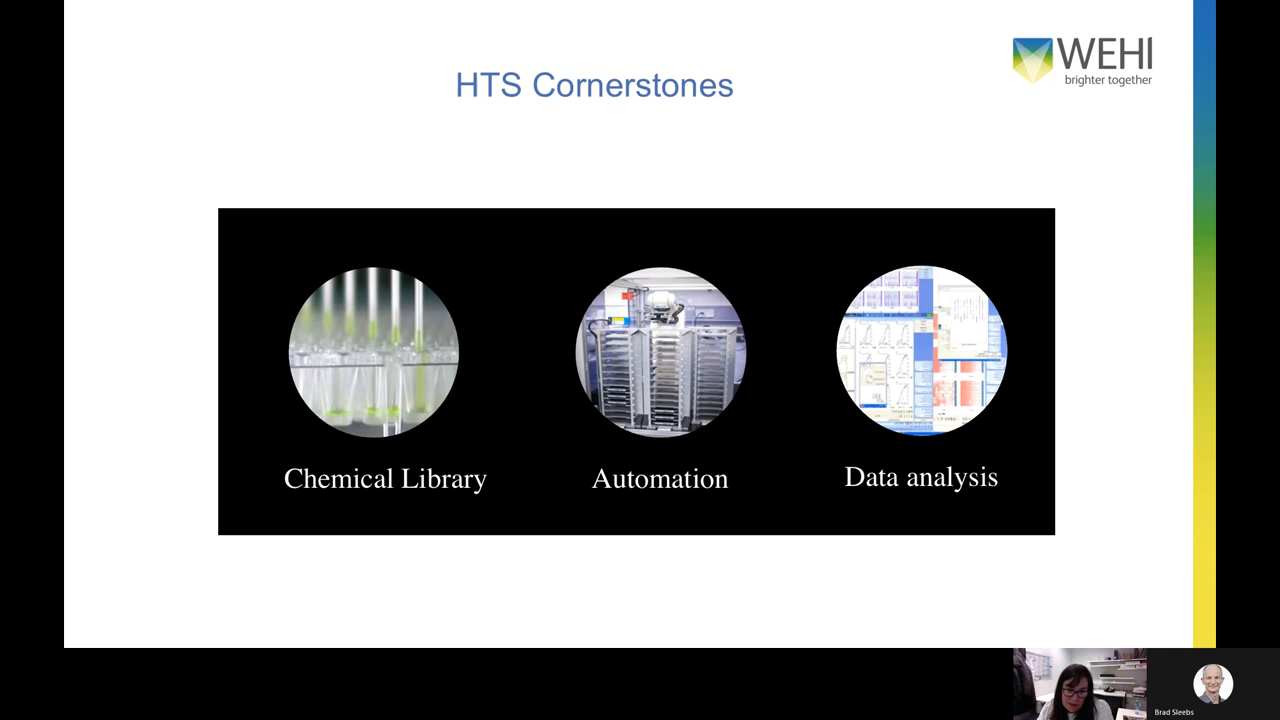 WEHI
brighter together
HTS Cornerstones
Chemical Library
Automation
Data analysis
Brad Sleebs